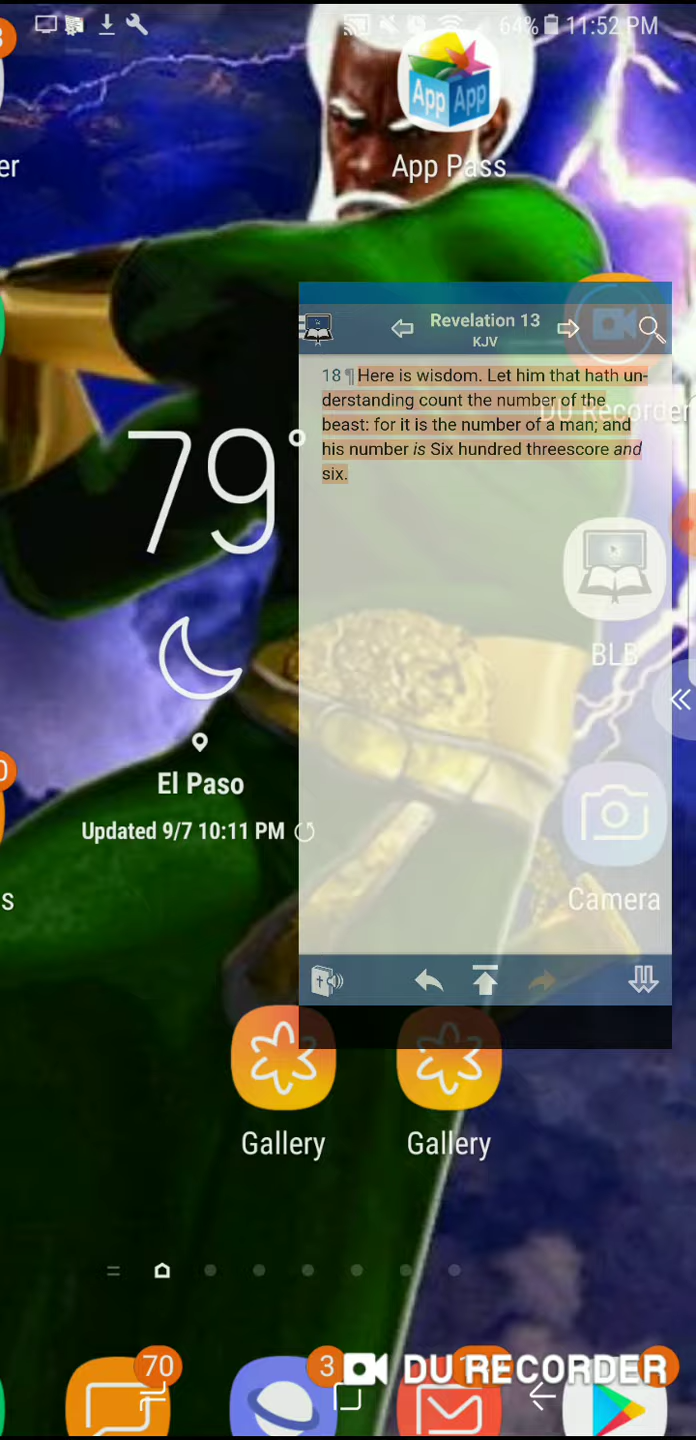 64% 11:52 PM
App App
er
App Pass
Revelation 13
KJV
18 ¶ Here is wisdom. Let him that hath un-
derstanding count the number of the
beast: for it is the number of a man; and
his number is Six hundred threescore and
six.
DU Recorder
79°
BLB
El Paso
Updated 9/7 10:11 PM
s
Camera
Gallery
Gallery
70
3
DU RECORDER